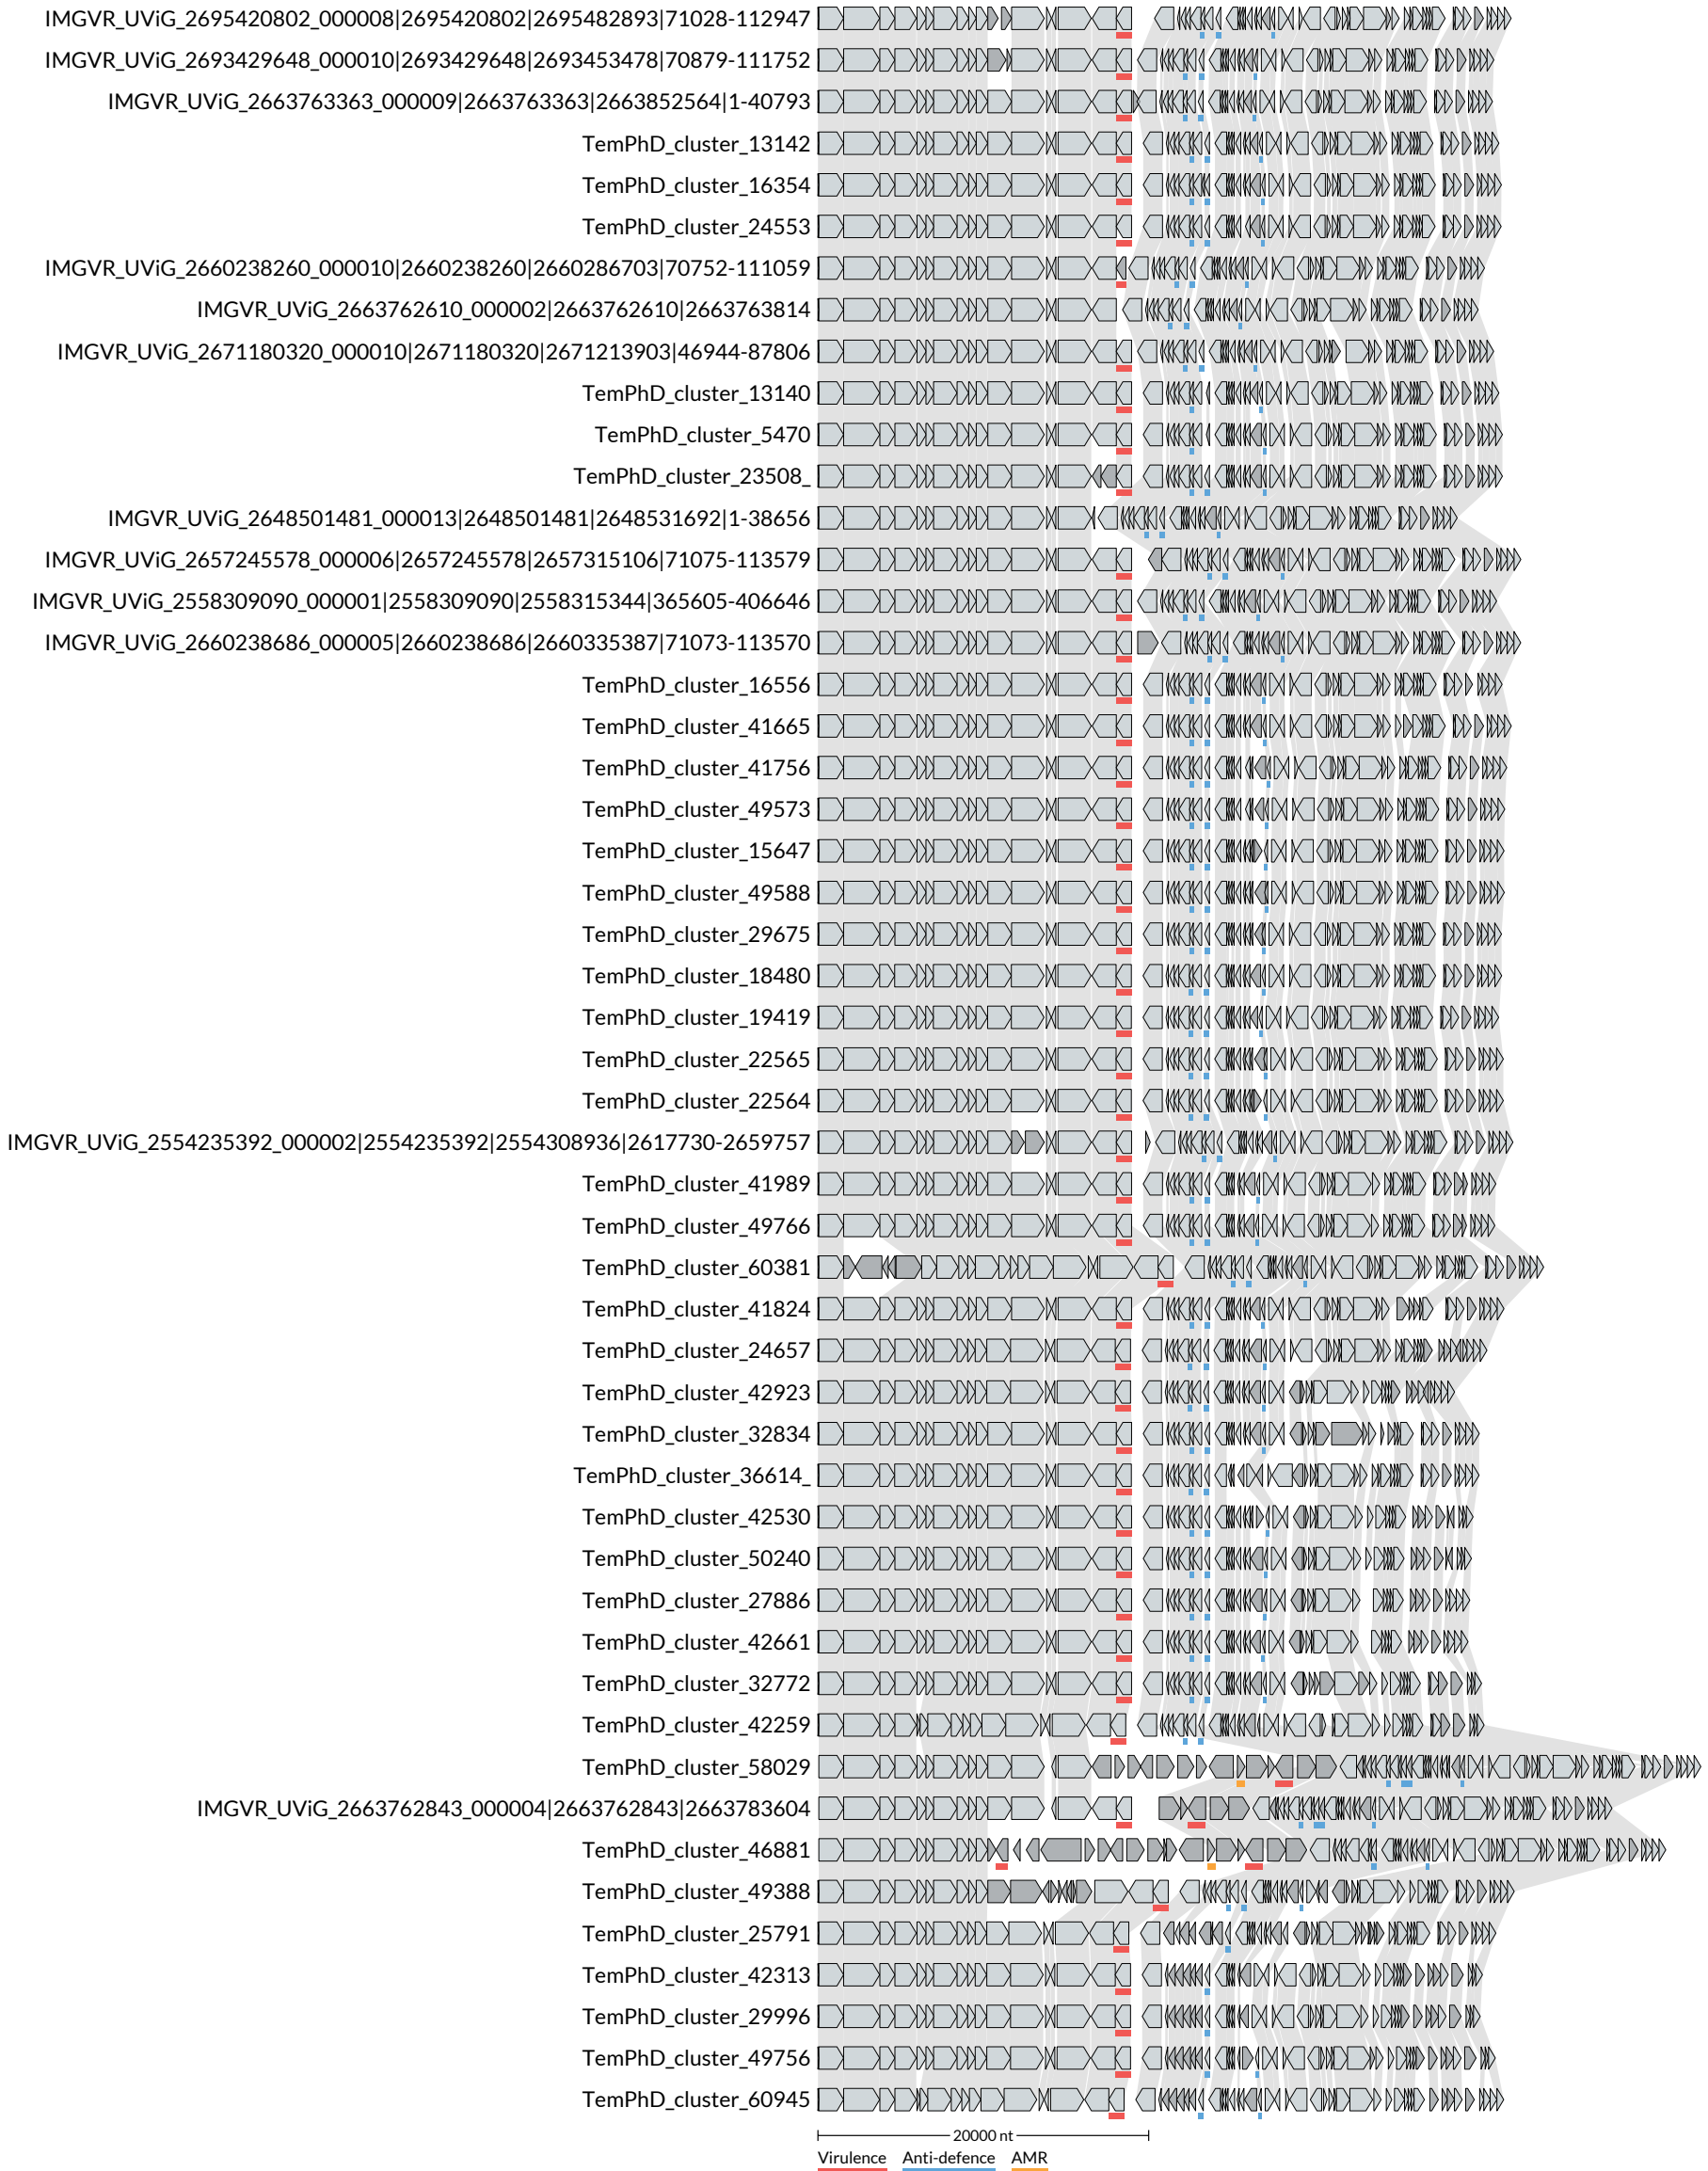 IMGVR_UViG_2695420802_000008|2695420802|2695482893|71028-112947
IMGVR_UViG_2693429648_000010|2693429648|2693453478|70879-111752
IMGVR_UViG_2663763363_000009|2663763363|2663852564|1-40793
TemPhD_cluster_13142
TemPhD_cluster_16354
TemPhD_cluster_24553
IMGVR_UViG_2660238260_000010|2660238260|2660286703|70752-111059
IMGVR_UViG_2663762610_000002|2663762610|2663763814
IMGVR_UViG_2671180320_000010|2671180320|2671213903|46944-87806
TemPhD_cluster_13140
TemPhD_cluster_5470
TemPhD_cluster_23508_
IMGVR_UViG_2648501481_000013|2648501481|2648531692|1-38656
IMGVR_UViG_2657245578_000006|2657245578|2657315106|71075-113579
IMGVR_UViG_2558309090_000001|2558309090|2558315344|365605-406646
IMGVR_UViG_2660238686_000005|2660238686|2660335387|71073-113570
TemPhD_cluster_16556
TemPhD_cluster_41665
TemPhD_cluster_41756
TemPhD_cluster_49573
TemPhD_cluster_15647
TemPhD_cluster_49588
TemPhD_cluster_29675
TemPhD_cluster_18480
TemPhD_cluster_19419
TemPhD_cluster_22565
TemPhD_cluster_22564
IMGVR_UViG_2554235392_000002|2554235392|2554308936|2617730-2659757
TemPhD_cluster_41989
TemPhD_cluster_49766
TemPhD_cluster_60381
TemPhD_cluster_41824
TemPhD_cluster_24657
TemPhD_cluster_42923
TemPhD_cluster_32834
TemPhD_cluster_36614_
TemPhD_cluster_42530
TemPhD_cluster_50240
TemPhD_cluster_27886
TemPhD_cluster_42661
TemPhD_cluster_32772
TemPhD_cluster_42259
TemPhD_cluster_58029
IMGVR_UViG_2663762843_000004|2663762843|2663783604
TemPhD_cluster_46881
TemPhD_cluster_49388
TemPhD_cluster_25791
TemPhD_cluster_42313
TemPhD_cluster_29996
TemPhD_cluster_49756
TemPhD_cluster_60945
20000 nt
Virulence Anti-defence AMR